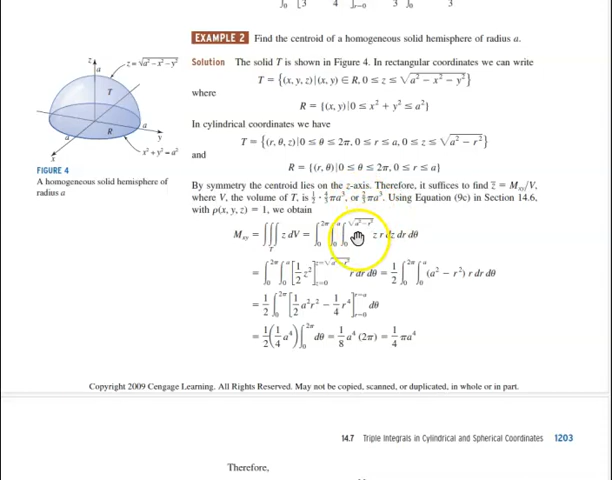 EXAMPLE 2 Find the centroid of a homogeneous solid hemisphere of radius a.
Solution The solid T is shown in Figure 4. In rectangular coordinates we can write
T = {(x, y, z)|(x, y) ∈ R, 0 ≤ z ≤ √a² − x² − y²}
where
R = {(x, y)|0 ≤ x² + y² ≤ a²}
In cylindrical coordinates we have
T = {(r, θ, z)|0 ≤ θ ≤ 2π, 0 ≤ r ≤ a, 0 ≤ z ≤ √a² − r²}
and
R = {(r, θ)|0 ≤ θ ≤ 2π, 0 ≤ r ≤ a}
z
a
z = √a² − x² − y²
T
R
a
a
y
x
x² + y² = a²
FIGURE 4
A homogeneous solid hemisphere of
radius a
By symmetry the centroid lies on the z-axis. Therefore, it suffices to find z̄ = Mxy/V,
where V, the volume of T, is ½ · 4/3 πa³, or ⅔πa³. Using Equation (9c) in Section 14.6,
with ρ(x, y, z) = 1, we obtain
Mxy = ∭T z dV = ∫₀^2π ∫₀^a ∫₀^√a²−r² z r dz dr dθ
= ∫₀^2π ∫₀^a [½ z²]z=0^z=√a²−r² r dr dθ = ½ ∫₀^2π ∫₀^a (a² − r²) r dr dθ
= ½ ∫₀^2π [½ a²r² − ¼ r⁴]r=0^r=a dθ
= ½(¼ a⁴) ∫₀^2π dθ = ⅛ a⁴ (2π) = ¼ πa⁴
Copyright 2009 Cengage Learning. All Rights Reserved. May not be copied, scanned, or duplicated, in whole or in part.
14.7 Triple Integrals in Cylindrical and Spherical Coordinates 1203
Therefore,